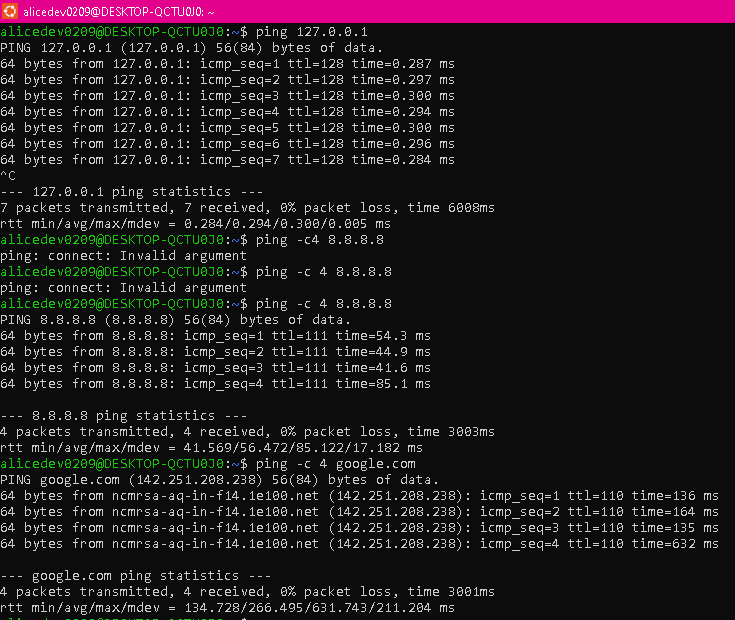 alicedev0209@DESKTOP-QCTU0J0: ~
alicedev0209@DESKTOP-QCTU0J0:~$ ping 127.0.0.1
PING 127.0.0.1 (127.0.0.1) 56(84) bytes of data.
64 bytes from 127.0.0.1: icmp_seq=1 ttl=128 time=0.287 ms
64 bytes from 127.0.0.1: icmp_seq=2 ttl=128 time=0.297 ms
64 bytes from 127.0.0.1: icmp_seq=3 ttl=128 time=0.300 ms
64 bytes from 127.0.0.1: icmp_seq=4 ttl=128 time=0.294 ms
64 bytes from 127.0.0.1: icmp_seq=5 ttl=128 time=0.300 ms
64 bytes from 127.0.0.1: icmp_seq=6 ttl=128 time=0.296 ms
64 bytes from 127.0.0.1: icmp_seq=7 ttl=128 time=0.284 ms
^C
--- 127.0.0.1 ping statistics ---
7 packets transmitted, 7 received, 0% packet loss, time 6008ms
rtt min/avg/max/mdev = 0.284/0.294/0.300/0.005 ms
alicedev0209@DESKTOP-QCTU0J0:~$ ping -c4 8.8.8.8
ping: connect: Invalid argument
alicedev0209@DESKTOP-QCTU0J0:~$ ping -c 4 8.8.8.8
ping: connect: Invalid argument
alicedev0209@DESKTOP-QCTU0J0:~$ ping -c 4 8.8.8.8
PING 8.8.8.8 (8.8.8.8) 56(84) bytes of data.
64 bytes from 8.8.8.8: icmp_seq=1 ttl=111 time=54.3 ms
64 bytes from 8.8.8.8: icmp_seq=2 ttl=111 time=44.9 ms
64 bytes from 8.8.8.8: icmp_seq=3 ttl=111 time=41.6 ms
64 bytes from 8.8.8.8: icmp_seq=4 ttl=111 time=85.1 ms
--- 8.8.8.8 ping statistics ---
4 packets transmitted, 4 received, 0% packet loss, time 3003ms
rtt min/avg/max/mdev = 41.569/56.472/85.122/17.182 ms
alicedev0209@DESKTOP-QCTU0J0:~$ ping -c 4 google.com
PING google.com (142.251.208.238) 56(84) bytes of data.
64 bytes from ncmrsa-aq-in-f14.1e100.net (142.251.208.238): icmp_seq=1 ttl=110 time=136 ms
64 bytes from ncmrsa-aq-in-f14.1e100.net (142.251.208.238): icmp_seq=2 ttl=110 time=164 ms
64 bytes from ncmrsa-aq-in-f14.1e100.net (142.251.208.238): icmp_seq=3 ttl=110 time=135 ms
64 bytes from ncmrsa-aq-in-f14.1e100.net (142.251.208.238): icmp_seq=4 ttl=110 time=632 ms
--- google.com ping statistics ---
4 packets transmitted, 4 received, 0% packet loss, time 3001ms
rtt min/avg/max/mdev = 134.728/266.495/631.743/211.204 ms